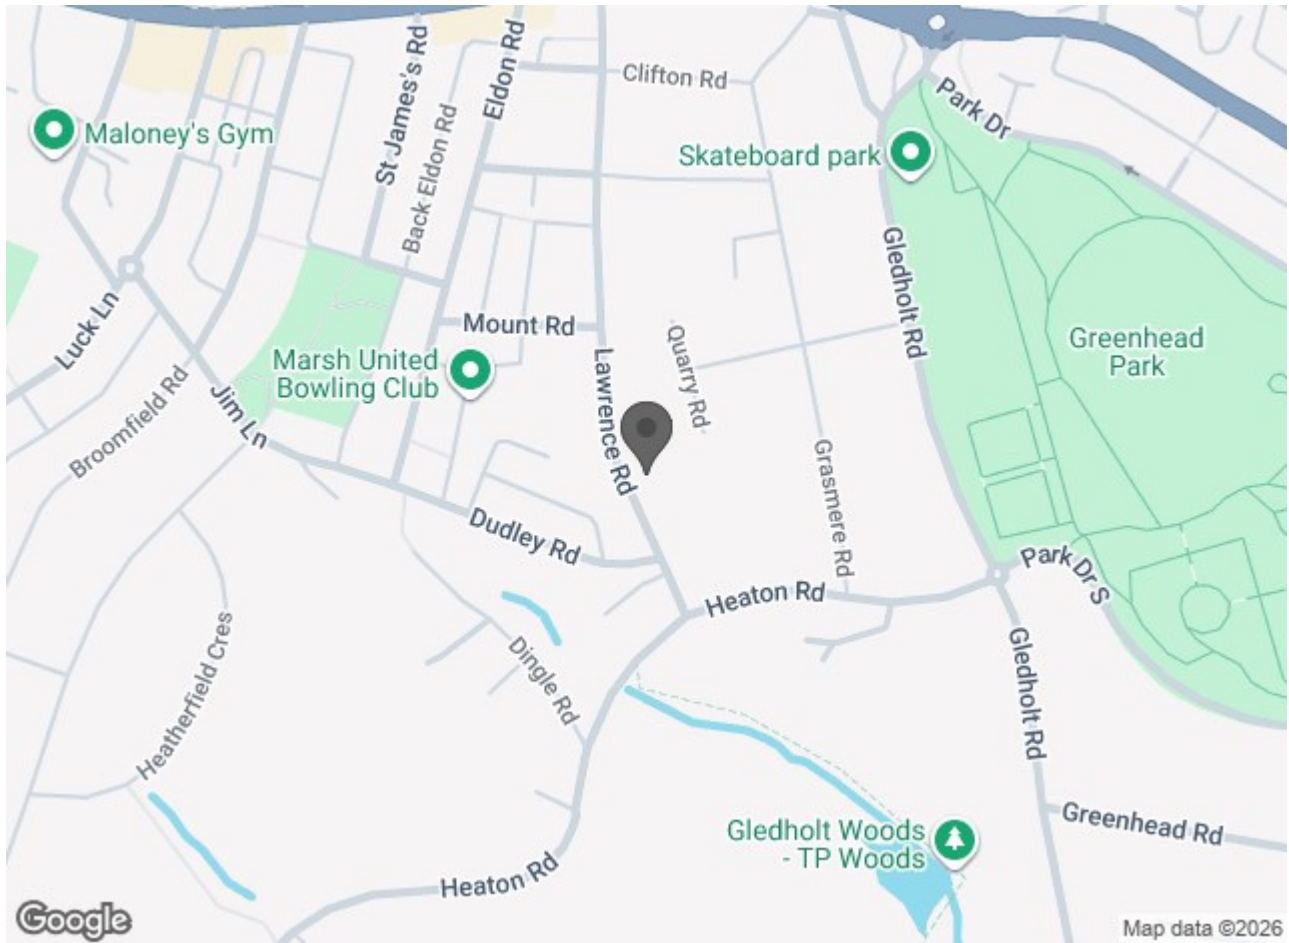 Clifton Rd
Park Dr
Maloney's Gym
St James's Rd
Back Eldon Rd
Eldon Rd
Skateboard park
Gledholt Rd
Luck Ln
Mount Rd
Quarry Rd
Greenhead
Park
Marsh United
Bowling Club
Lawrence Rd
Broomfield Rd
Jim Ln
Grasmere Rd
Dudley Rd
Heaton Rd
Park Dr S
Heatherfield Cres
Dingle Rd
Gledholt Rd
Gledholt Woods
- TP Woods
Greenhead Rd
Heaton Rd
Google
Map data ©2026